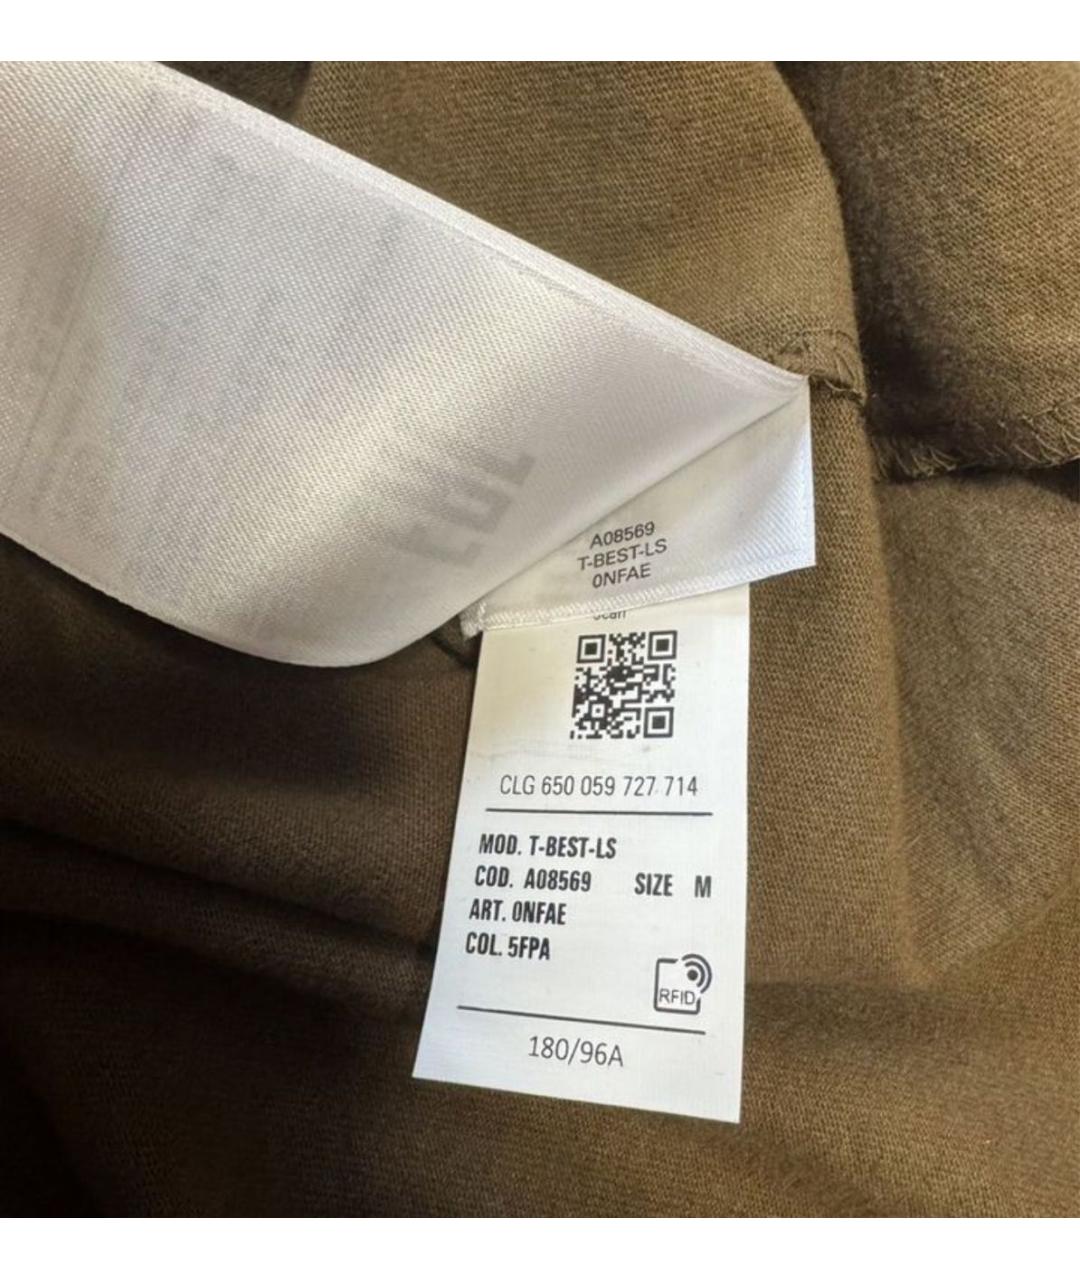 A08569
T-BEST-LS
0NFAE
Scan
CLG 650 059 727 714
MOD. T-BEST-LS
COD. A08569 SIZE M
ART. 0NFAE
COL. 5FPA
RFID
180/96A